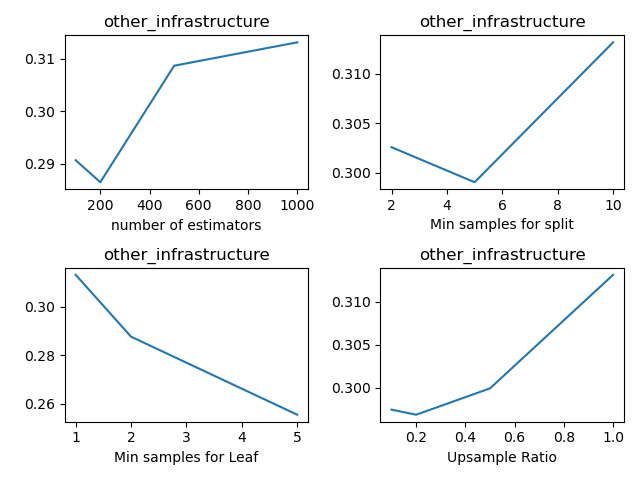 other_infrastructure
0.31
0.30
0.29
200 400 600 800 1000
number of estimators
other_infrastructure
0.310
0.305
0.300
2 4 6 8 10
Min samples for split
other_infrastructure
0.30
0.28
0.26
1 2 3 4 5
Min samples for Leaf
other_infrastructure
0.310
0.305
0.300
0.2 0.4 0.6 0.8 1.0
Upsample Ratio